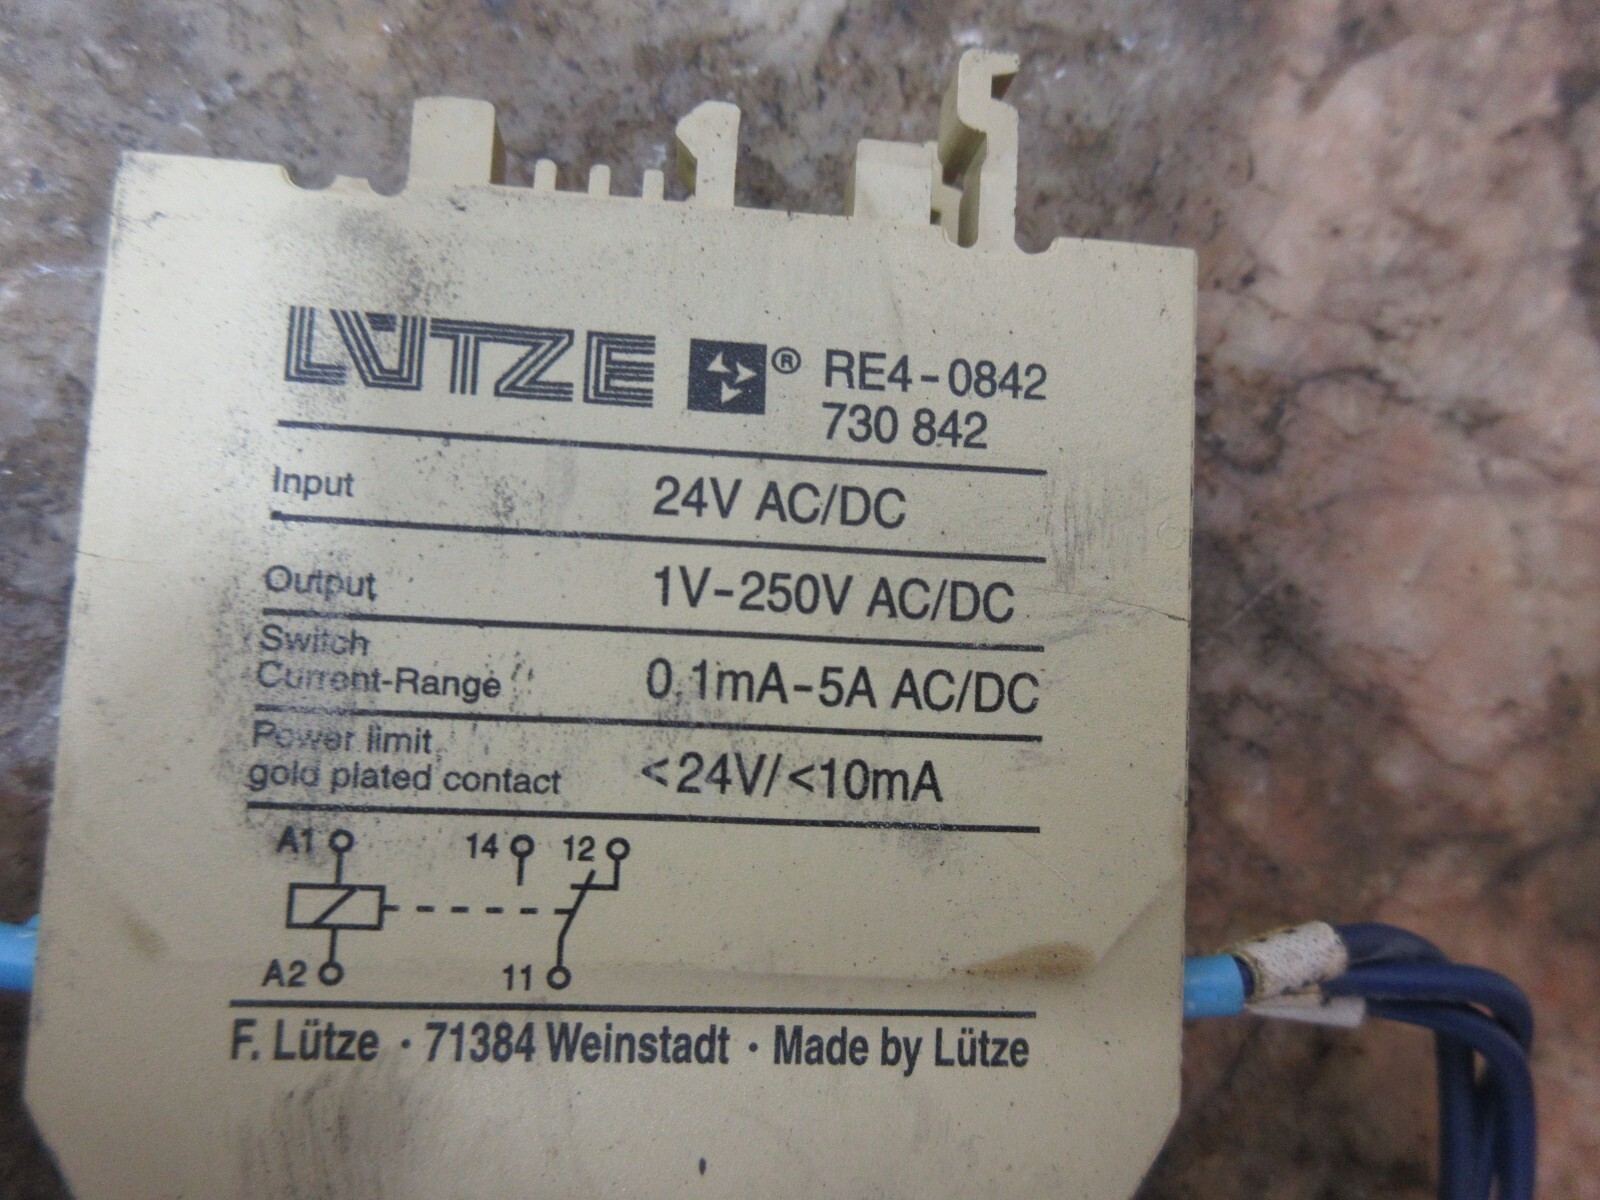 LÜTZE ® RE4-0842
730 842
Input 24V AC/DC
Output 1V-250V AC/DC
Switch
Current-Range 0.1mA-5A AC/DC
Power limit
gold plated contact <24V/<10mA
A1 14 12
A2 11
F. Lütze · 71384 Weinstadt · Made by Lütze